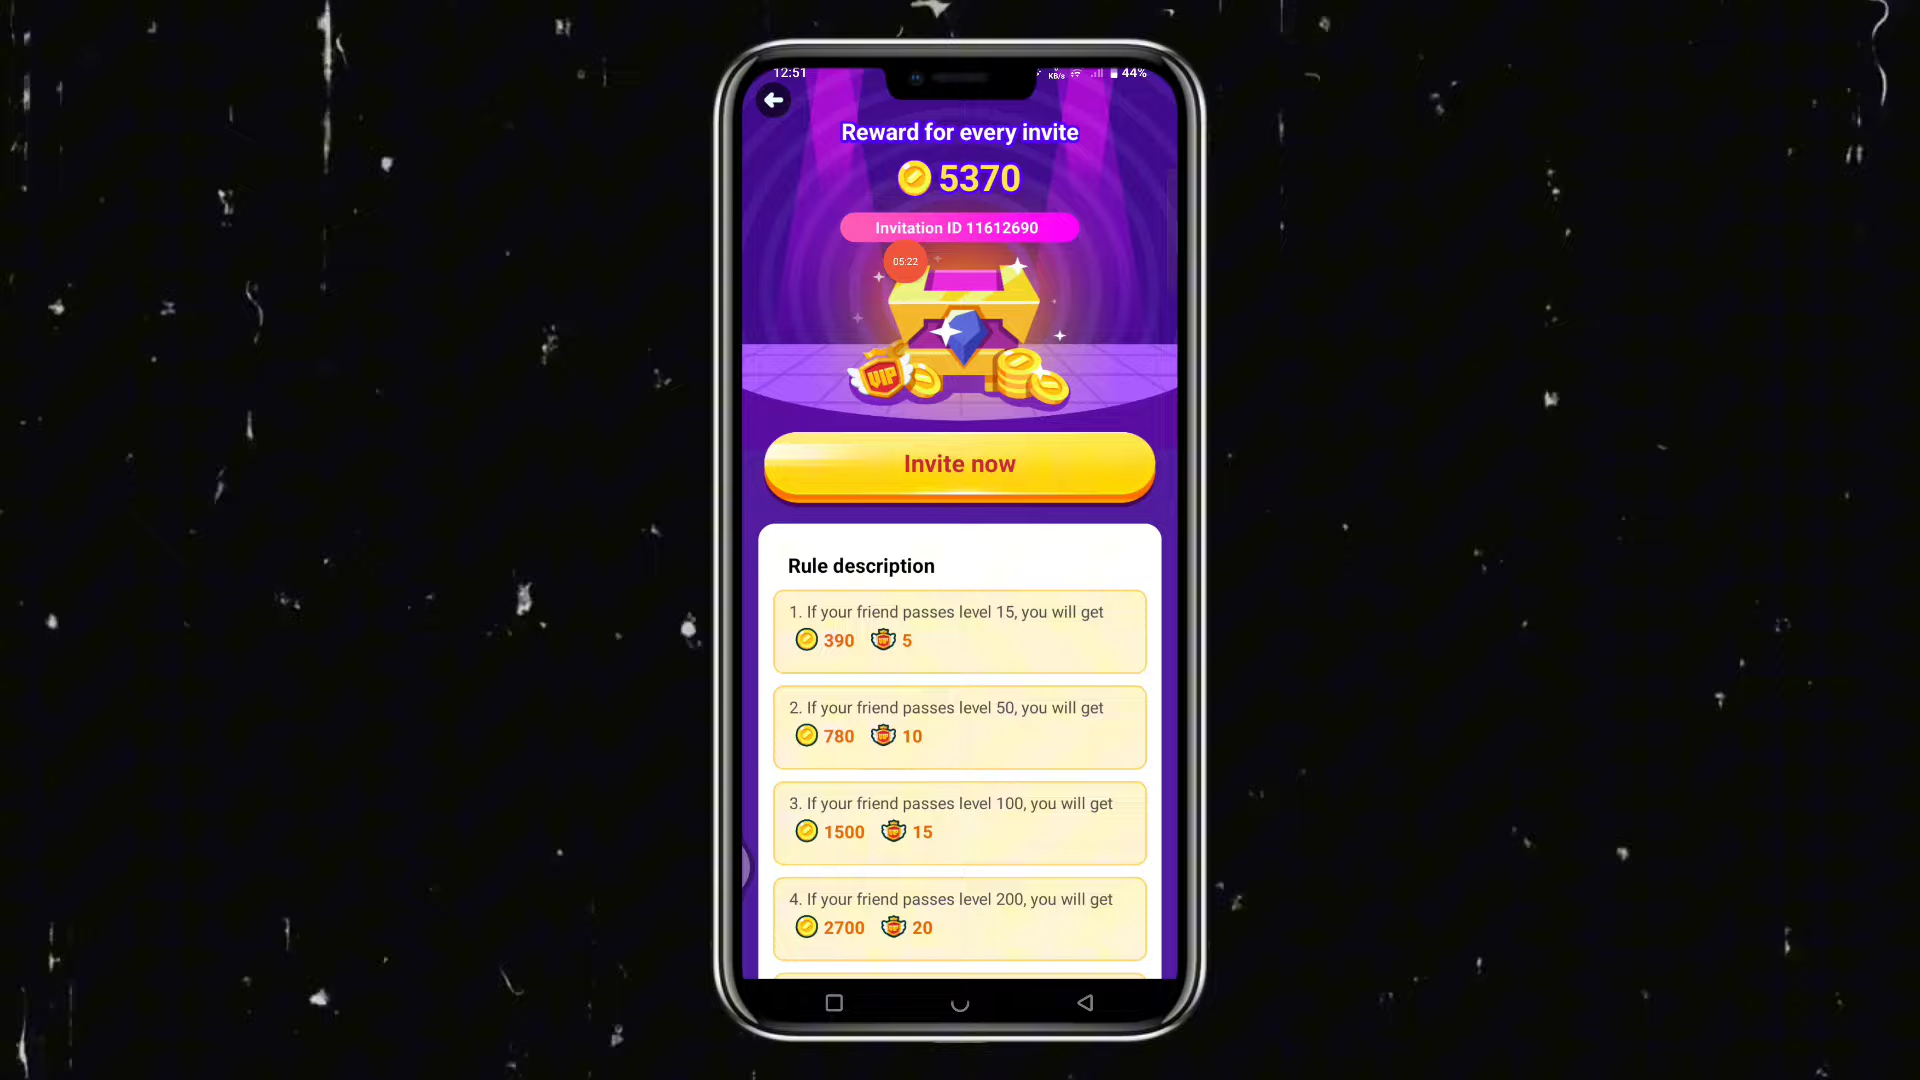 12:51
KB/s
44%
Reward for every invite
5370
Invitation ID 11612690
05:22
VIP
Invite now
Rule description
1. If your friend passes level 15, you will get
390 5
2. If your friend passes level 50, you will get
780 10
3. If your friend passes level 100, you will get
1500 15
4. If your friend passes level 200, you will get
2700 20